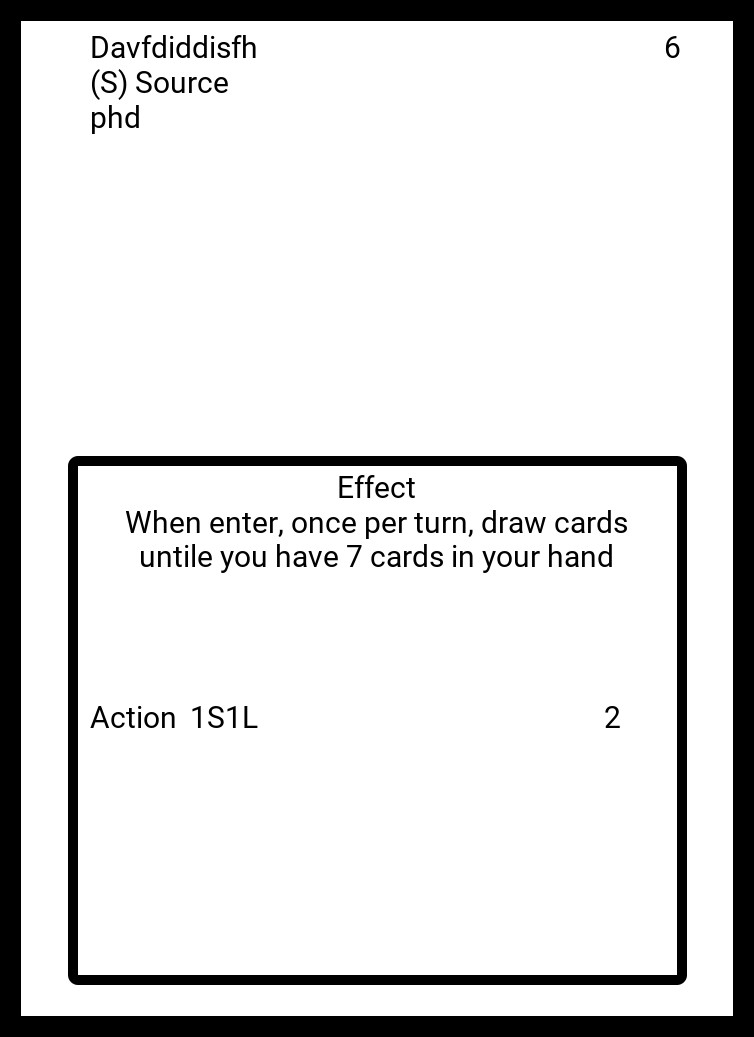 Davfdiddisfh 6
(S) Source
phd
Effect
When enter, once per turn, draw cards
untile you have 7 cards in your hand
Action 1S1L 2